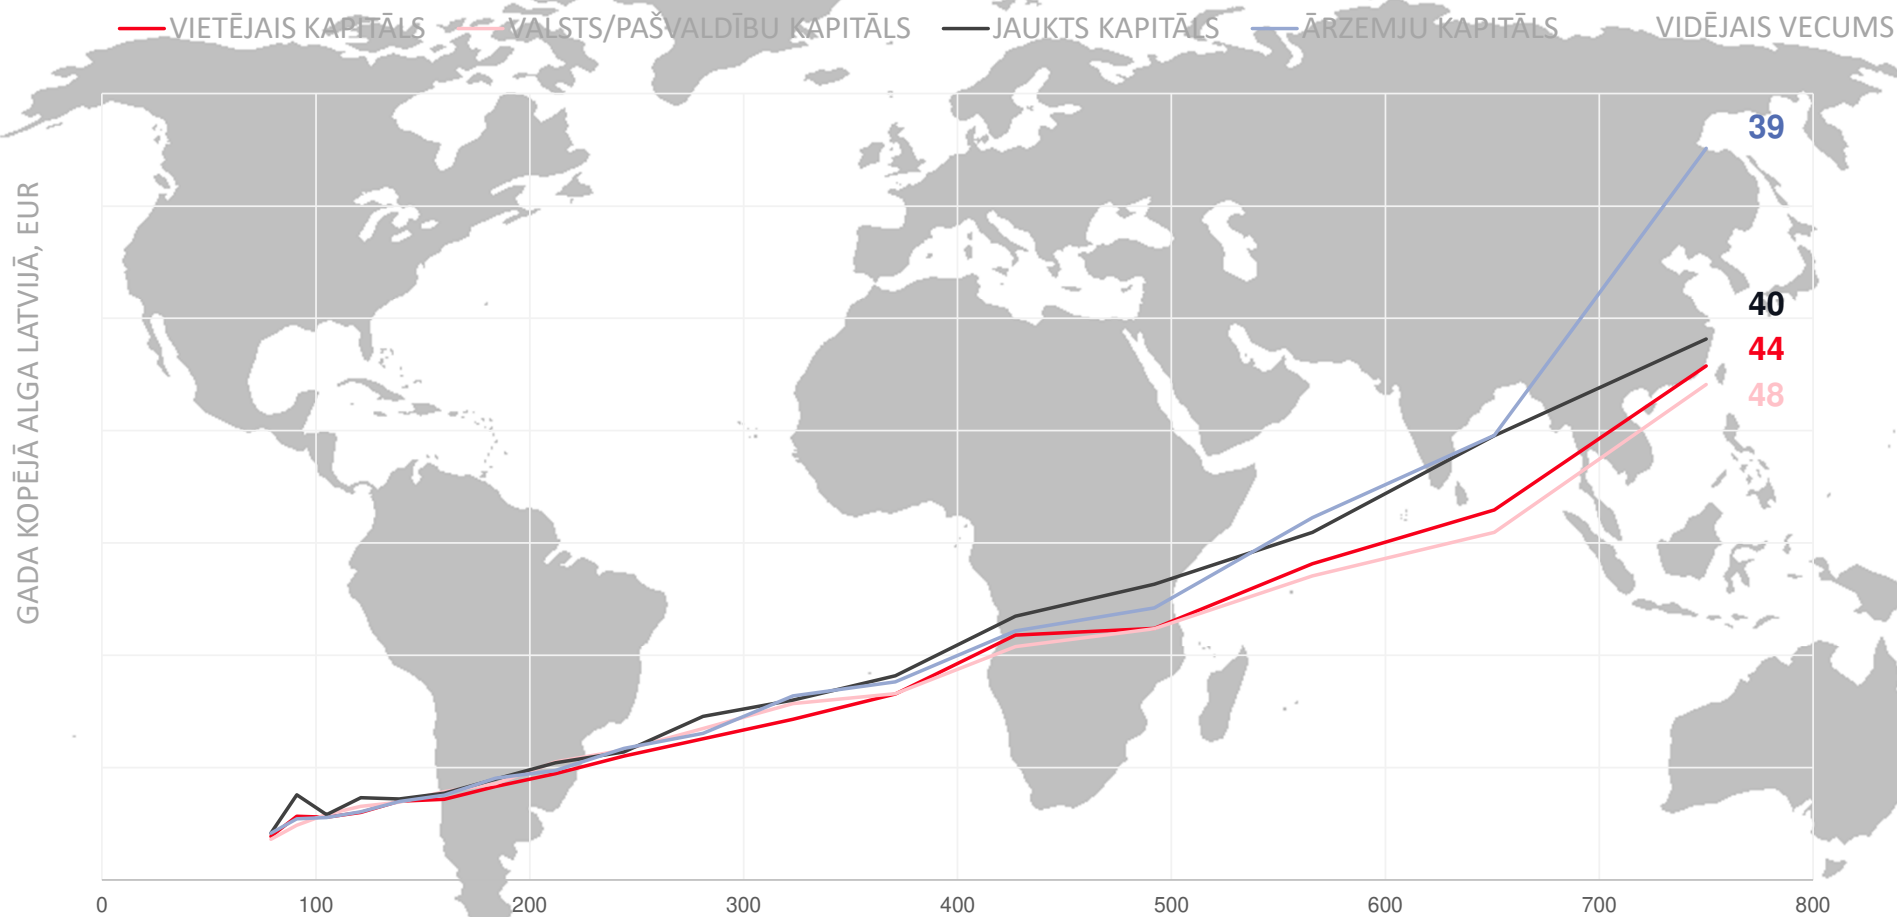 VIETĒJAIS KAPITĀLS VALSTS/PAŠVALDĪBU KAPITĀLS JAUKTS KAPITĀLS ĀRZEMJU KAPITĀLS VIDĒJAIS VECUMS
GADA KOPĒJĀ ALGA LATVIJĀ, EUR
39
40
44
48
0 100 200 300 400 500 600 700 800